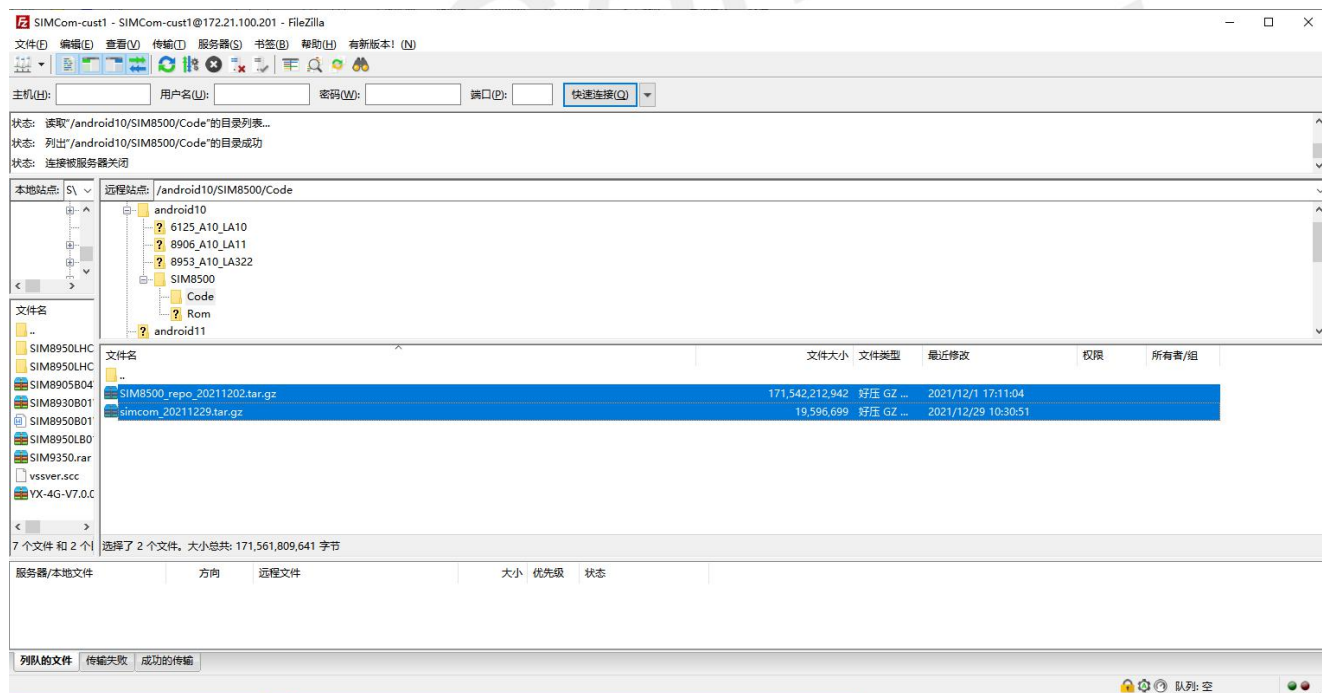 SIMCom-cust1 - SIMCom-cust1@172.21.100.201 - FileZilla
文件(F) 编辑(E) 查看(V) 传输(T) 服务器(S) 书签(B) 帮助(H) 有新版本! (N)
主机(H): 用户名(U): 密码(W): 端口(P): 快速连接(Q)
状态: 读取"/android10/SIM8500/Code"的目录列表...
状态: 列出"/android10/SIM8500/Code"的目录成功
状态: 连接被服务器关闭
本地站点: S\ 远程站点: /android10/SIM8500/Code
android10
6125_A10_LA10
8906_A10_LA11
8953_A10_LA322
SIM8500
Code
Rom
android11
文件名
..
SIM8950LHC
SIM8950LHC
SIM8905B04
SIM8930B01
SIM8950B01
SIM8950LB0
SIM9350.rar
vssver.scc
YX-4G-V7.0.0
7 个文件 和 2 个
文件名 文件大小 文件类型 最近修改 权限 所有者/组
..
SIM8500_repo_20211202.tar.gz 171,542,212,942 好压 GZ ... 2021/12/1 17:11:04
simcom_20211229.tar.gz 19,596,699 好压 GZ ... 2021/12/29 10:30:51
选择了 2 个文件。大小总共: 171,561,809,641 字节
服务器/本地文件 方向 远程文件 大小 优先级 状态
列队的文件 传输失败 成功的传输
队列: 空